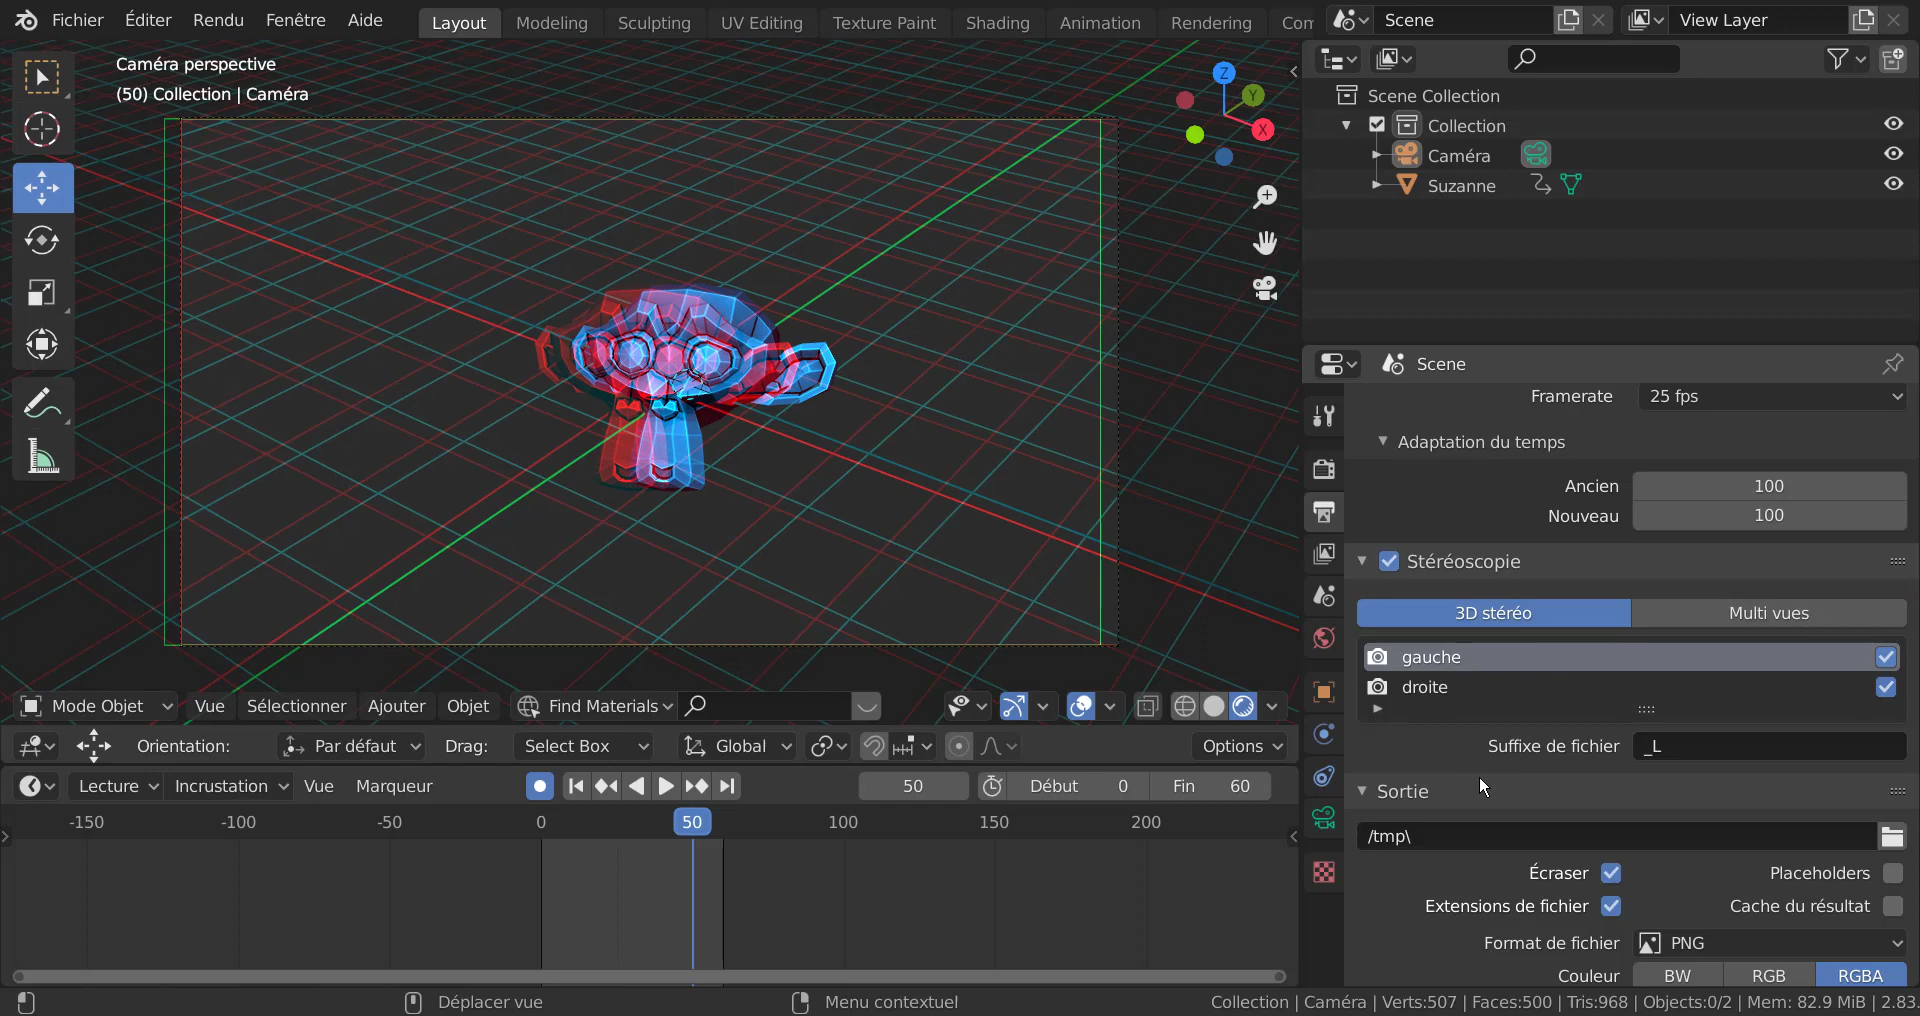 Fichier Éditer Rendu Fenêtre Aide Layout Modeling Sculpting UV Editing Texture Paint Shading Animation Rendering Com Scene View Layer
Caméra perspective
(50) Collection | Caméra
Z
Y
X
Scene Collection
Collection
Caméra
Suzanne
Scene
Framerate 25 fps
Adaptation du temps
Ancien 100
Nouveau 100
Stéréoscopie
3D stéréo Multi vues
gauche
droite
Suffixe de fichier _L
Sortie
/tmp\
Écraser Placeholders
Extensions de fichier Cache du résultat
Format de fichier PNG
Couleur BW RGB RGBA
Mode Objet Vue Sélectionner Ajouter Objet Find Materials
Orientation: Par défaut Drag: Select Box Global Options
Lecture Incrustation Vue Marqueur 50 Début 0 Fin 60
-150 -100 -50 0 50 100 150 200
Déplacer vue Menu contextuel Collection | Caméra | Verts:507 | Faces:500 | Tris:968 | Objects:0/2 | Mem: 82.9 MiB | 2.83.